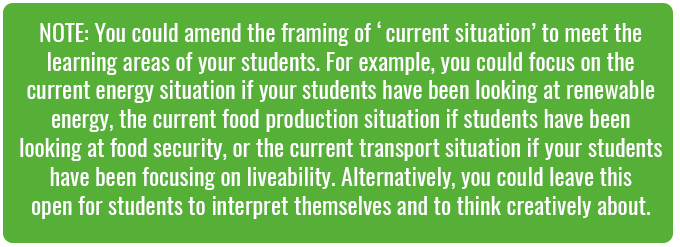 NOTE: You could amend the framing of ‘ current situation’ to meet the
learning areas of your students. For example, you could focus on the
current energy situation if your students have been looking at renewable
energy, the current food production situation if students have been
looking at food security, or the current transport situation if your students
have been focusing on liveability. Alternatively, you could leave this
open for students to interpret themselves and to think creatively about.